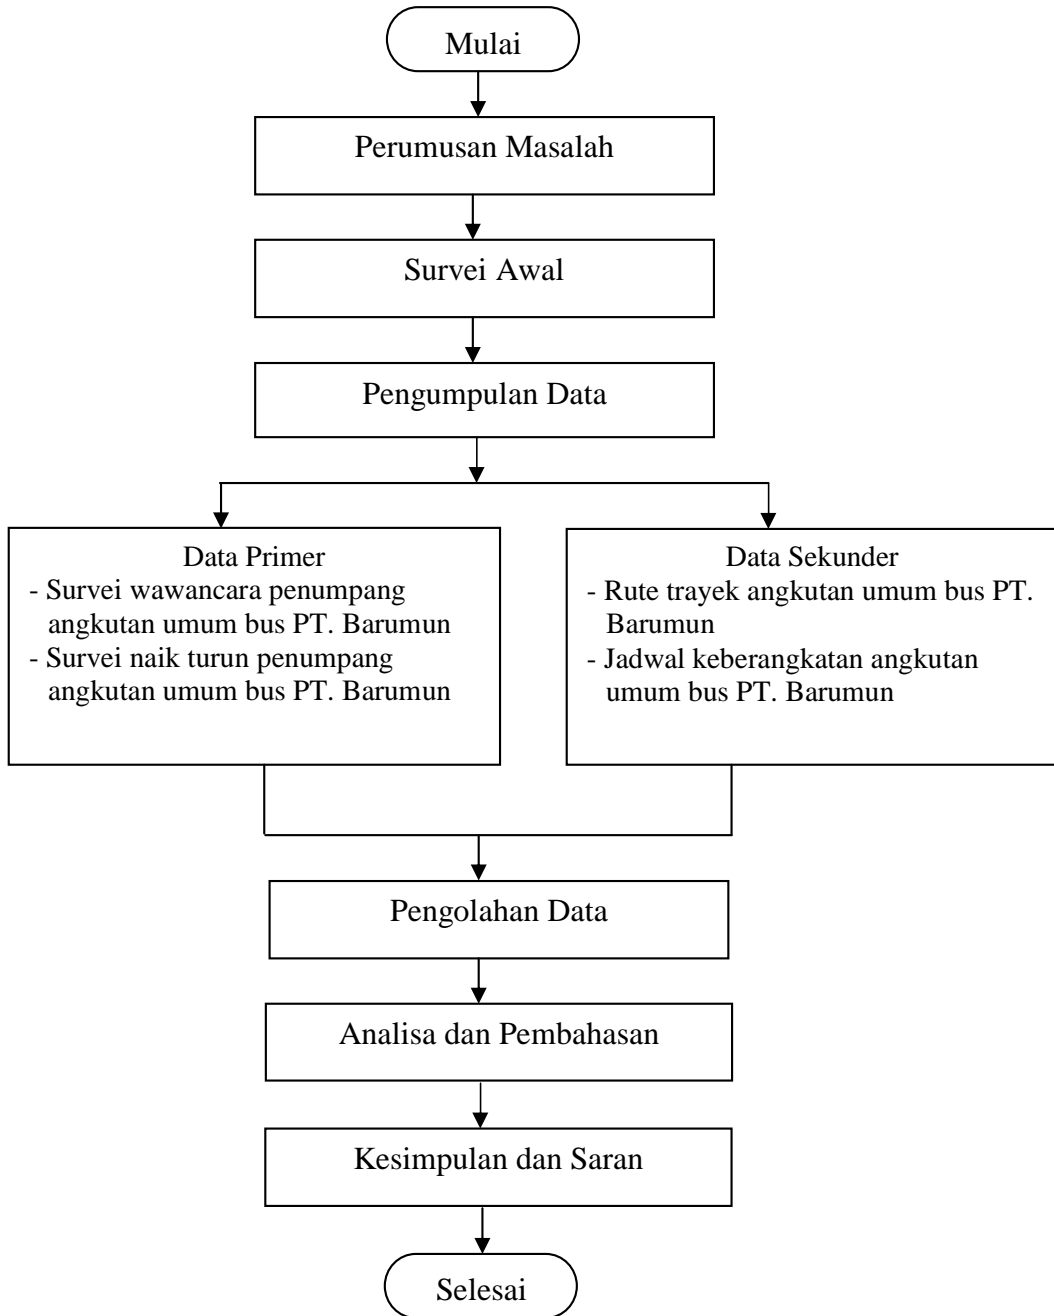 Mulai
Perumusan Masalah
Survei Awal
Pengumpulan Data
Data Primer
- Survei wawancara penumpang
angkutan umum bus PT. Barumun
- Survei naik turun penumpang
angkutan umum bus PT. Barumun
Data Sekunder
- Rute trayek angkutan umum bus PT.
Barumun
- Jadwal keberangkatan angkutan
umum bus PT. Barumun
Pengolahan Data
Analisa dan Pembahasan
Kesimpulan dan Saran
Selesai